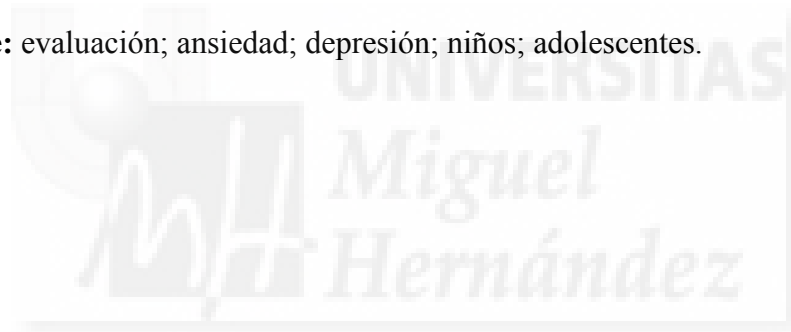 e: evaluación; ansiedad; depresión; niños; adolescentes.
UNIVERSITAS
Miguel
Hernández